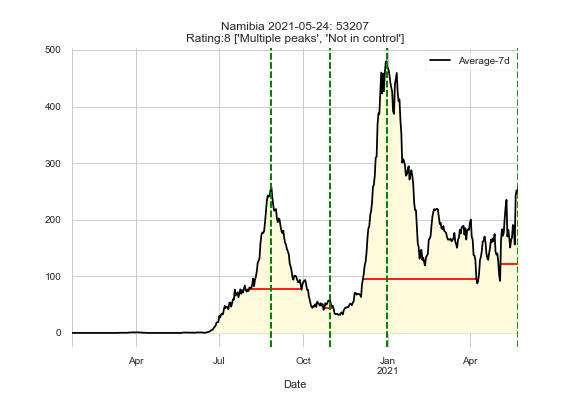 Namibia 2021-05-24: 53207
Rating:8 ['Multiple peaks', 'Not in control']
500
Average-7d
400
300
200
100
0
Apr
Jul
Oct
Jan
2021
Apr
Date